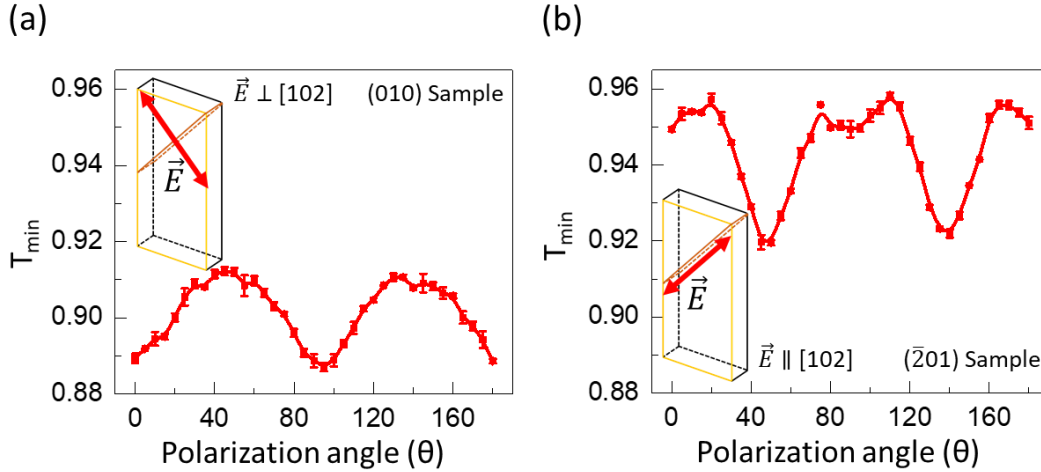 (a)
(b)
0.96
0.94
0.92
0.90
0.88
T_min
0 40 80 120 160
Polarization angle (θ)
E⃗ ⊥ [102] (010) Sample
E⃗
0.96
0.94
0.92
0.90
0.88
T_min
0 40 80 120 160
Polarization angle (θ)
E⃗
E⃗ ∥ [102] (2̅01) Sample